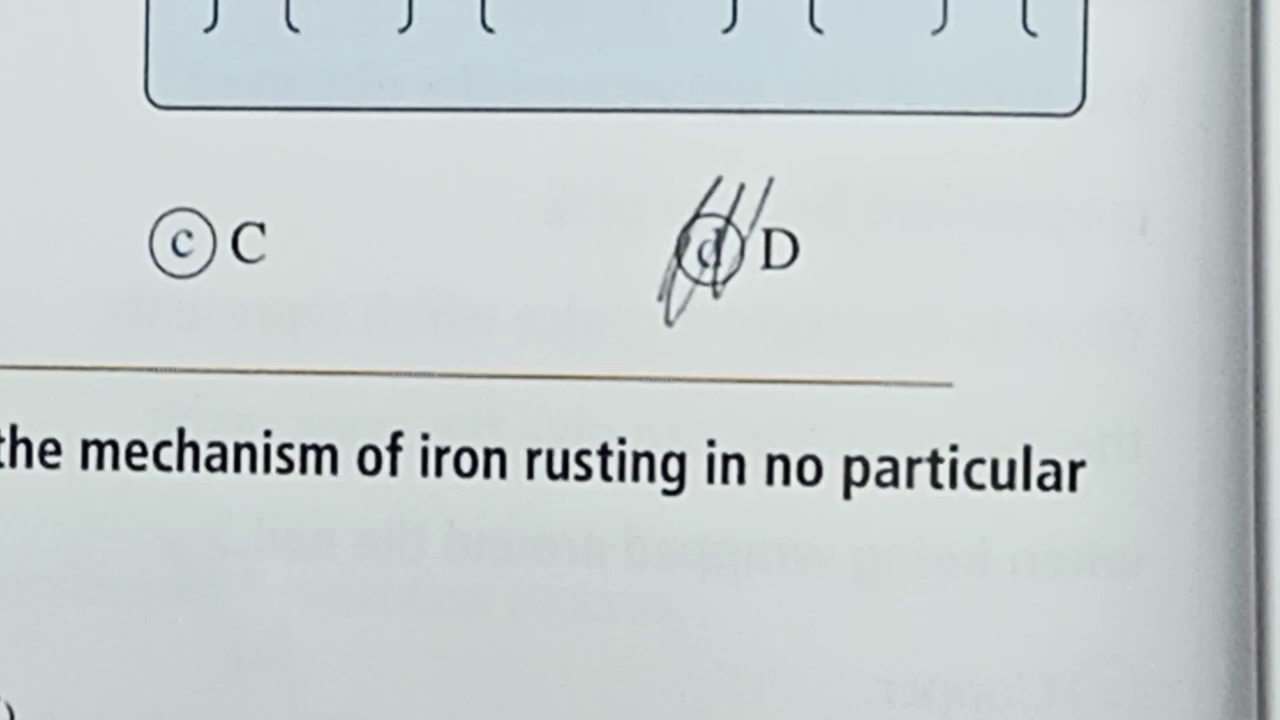 c C d D
the mechanism of iron rusting in no particular